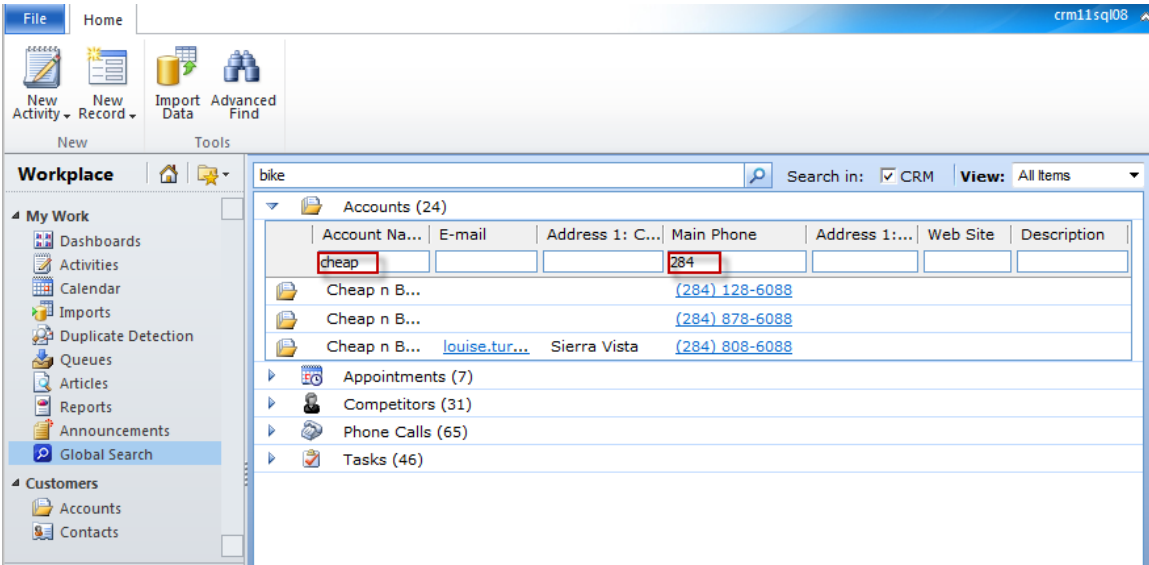 File Home crm11sql08
New Activity New Record Import Data Advanced Find
New Tools
Workplace
bike Search in: CRM View: All Items
My Work
Dashboards
Activities
Calendar
Imports
Duplicate Detection
Queues
Articles
Reports
Announcements
Global Search
Customers
Accounts
Contacts
Accounts (24)
Account Na... E-mail Address 1: C... Main Phone Address 1:... Web Site Description
cheap 284
Cheap n B... (284) 128-6088
Cheap n B... (284) 878-6088
Cheap n B... louise.tur... Sierra Vista (284) 808-6088
Appointments (7)
Competitors (31)
Phone Calls (65)
Tasks (46)